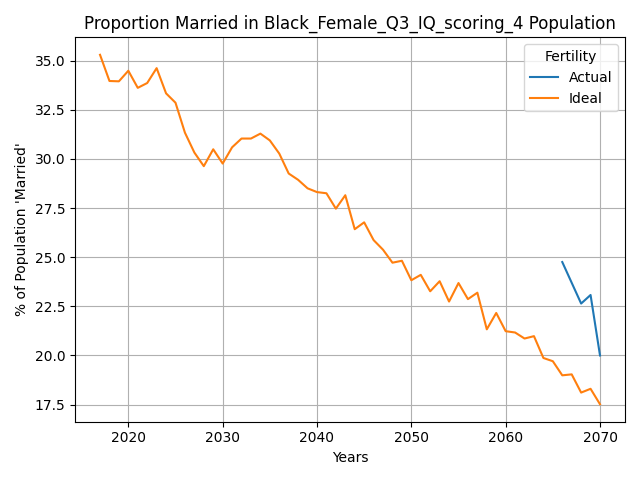 Proportion Married in Black_Female_Q3_IQ_scoring_4 Population
% of Population 'Married'
35.0
32.5
30.0
27.5
25.0
22.5
20.0
17.5
Fertility
Actual
Ideal
2020 2030 2040 2050 2060 2070
Years